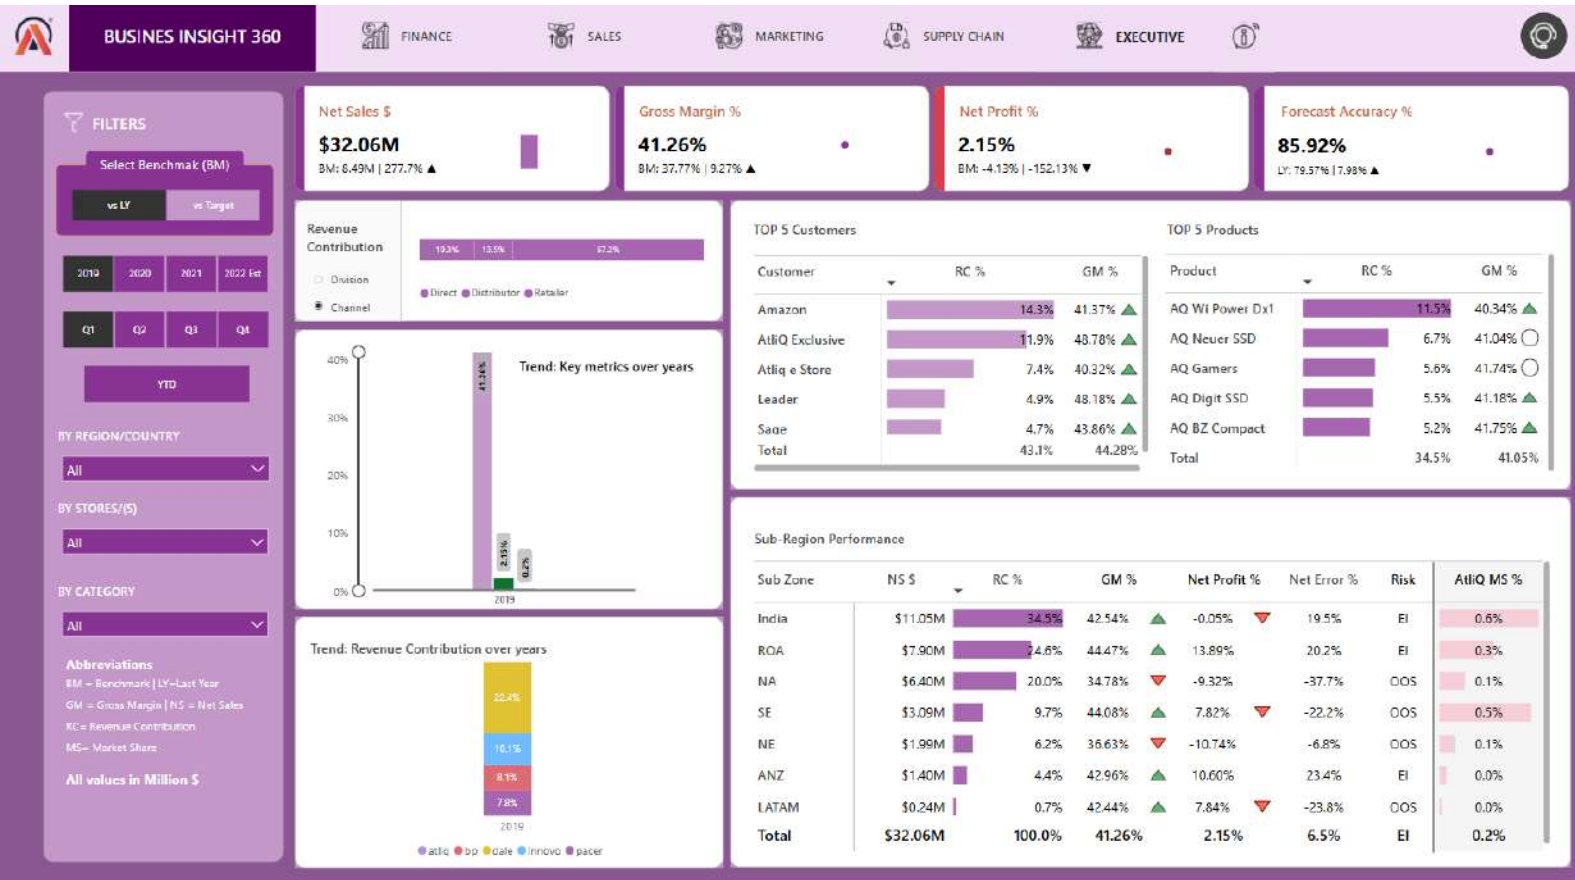 BUSINES INSIGHT 360
FINANCE
SALES
MARKETING
SUPPLY CHAIN
EXECUTIVE
FILTERS
Select Benchmak (BM)
vs LY vs Target
2019 2020 2021 2022 Est
Q1 Q2 Q3 Q4
YTD
BY REGION/COUNTRY
All
BY STORES/(S)
All
BY CATEGORY
All
Abbreviations
BM = Benchmark | LY=Last Year
GM = Gross Margin | NS = Net Sales
RC= Revenue Contribution
MS= Market Share
All values in Million $
Net Sales $
$32.06M
BM: 8.49M | 277.7% ▲
Gross Margin %
41.26%
BM: 37.77% | 9.27% ▲
Net Profit %
2.15%
BM: -4.13% | -152.13% ▼
Forecast Accuracy %
85.92%
LY: 79.57% | 7.98% ▲
Revenue
Contribution
Division
Channel
19.3% 13.5% 67.2%
Direct Distributor Retailer
Trend: Key metrics over years
40%
30%
20%
10%
0%
41.26%
2.15%
0.2%
2019
Trend: Revenue Contribution over years
22.4%
8.1%
7.8%
2019
atliq bp dale innovo pacer
TOP 5 Customers
Customer RC % GM %
Amazon 14.3% 41.37%
AtliQ Exclusive 11.9% 48.78%
Atliq e Store 7.4% 40.32%
Leader 4.9% 48.18%
Sage 4.7% 43.86%
Total 43.1% 44.28%
TOP 5 Products
Product RC % GM %
AQ Wi Power Dx1 11.5% 40.34%
AQ Neuer SSD 6.7% 41.04%
AQ Gamers 5.6% 41.74%
AQ Digit SSD 5.5% 41.18%
AQ BZ Compact 5.2% 41.75%
Total 34.5% 41.05%
Sub-Region Performance
Sub Zone NS $ RC % GM % Net Profit % Net Error % Risk AtliQ MS %
India $11.05M 34.5% 42.54% -0.05% 19.5% EI 0.6%
ROA $7.90M 24.6% 44.47% 13.89% 20.2% EI 0.3%
NA $6.40M 20.0% 34.78% -9.32% -37.7% OOS 0.1%
SE $3.09M 9.7% 44.08% 7.82% -22.2% OOS 0.5%
NE $1.99M 6.2% 36.63% -10.74% -6.8% OOS 0.1%
ANZ $1.40M 4.4% 42.96% 10.60% 23.4% EI 0.0%
LATAM $0.24M 0.7% 42.44% 7.84% -23.8% OOS 0.0%
Total $32.06M 100.0% 41.26% 2.15% 6.5% EI 0.2%